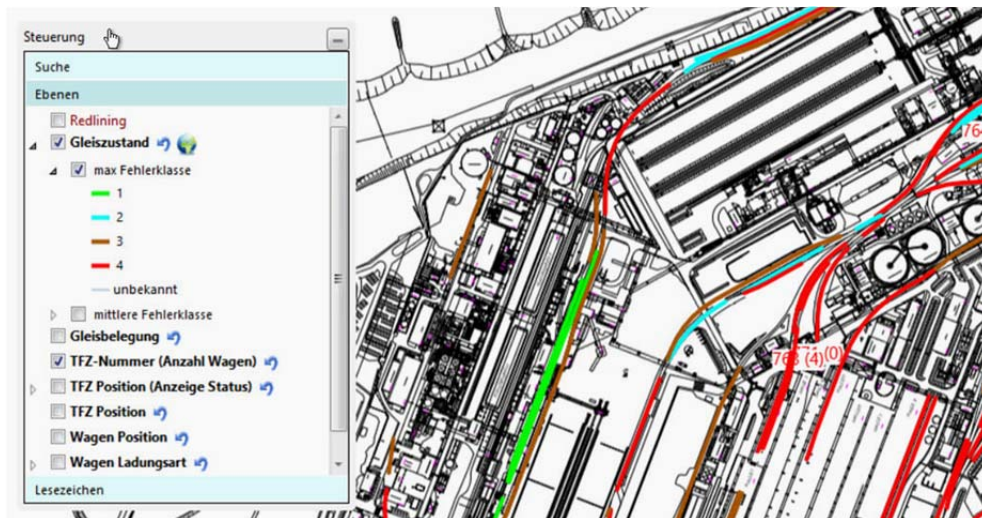 Steuerung
Suche
Ebenen
Redlining
Gleiszustand
max Fehlerklasse
1
2
3
4
unbekannt
mittlere Fehlerklasse
Gleisbelegung
TFZ-Nummer (Anzahl Wagen)
TFZ Position (Anzeige Status)
TFZ Position
Wagen Position
Wagen Ladungsart
Lesezeichen
764
(4)
(0)